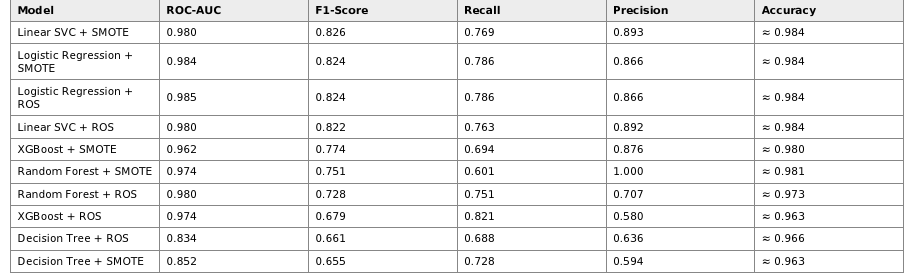 Model ROC-AUC F1-Score Recall Precision Accuracy
Linear SVC + SMOTE 0.980 0.826 0.769 0.893 ≈ 0.984
Logistic Regression +
SMOTE 0.984 0.824 0.786 0.866 ≈ 0.984
Logistic Regression +
ROS 0.985 0.824 0.786 0.866 ≈ 0.984
Linear SVC + ROS 0.980 0.822 0.763 0.892 ≈ 0.984
XGBoost + SMOTE 0.962 0.774 0.694 0.876 ≈ 0.980
Random Forest + SMOTE 0.974 0.751 0.601 1.000 ≈ 0.981
Random Forest + ROS 0.980 0.728 0.751 0.707 ≈ 0.973
XGBoost + ROS 0.974 0.679 0.821 0.580 ≈ 0.963
Decision Tree + ROS 0.834 0.661 0.688 0.636 ≈ 0.966
Decision Tree + SMOTE 0.852 0.655 0.728 0.594 ≈ 0.963